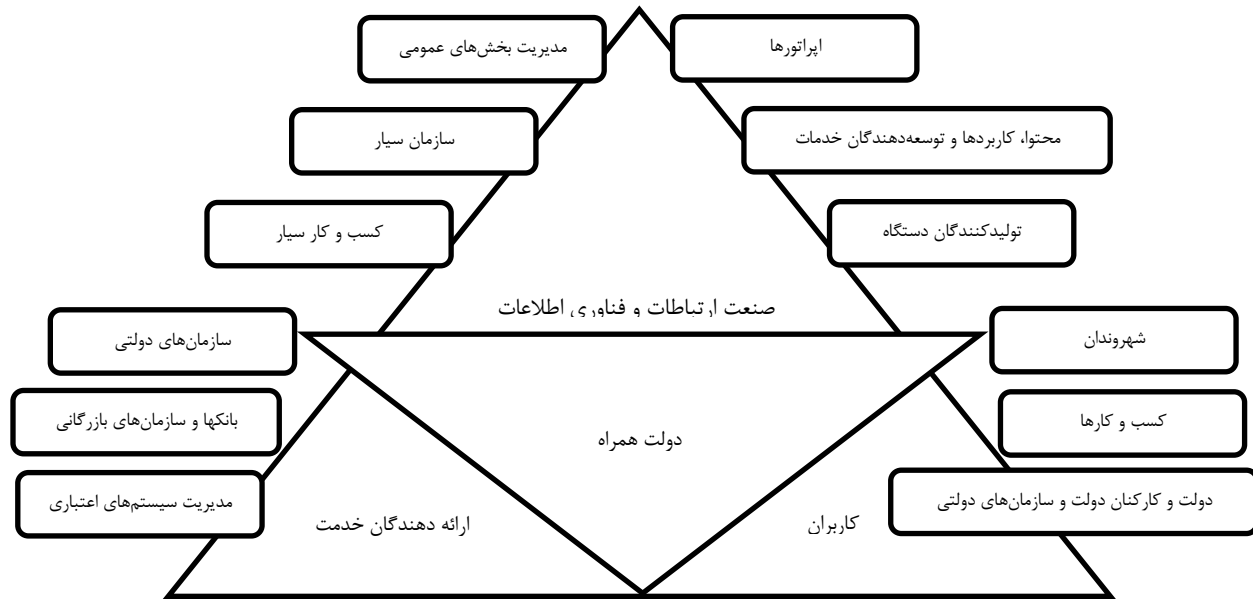 اپراتورها
مدیریت بخش‌های عمومی
محتوا، کاربردها و توسعه‌دهندگان خدمات
سازمان سیار
تولیدکنندگان دستگاه
کسب و کار سیار
صنعت ارتباطات و فناوری اطلاعات
شهروندان
سازمان‌های دولتی
کسب و کارها
بانکها و سازمان‌های بازرگانی
دولت همراه
دولت و کارکنان دولت و سازمان‌های دولتی
مدیریت سیستم‌های اعتباری
کاربران
ارائه دهندگان خدمت